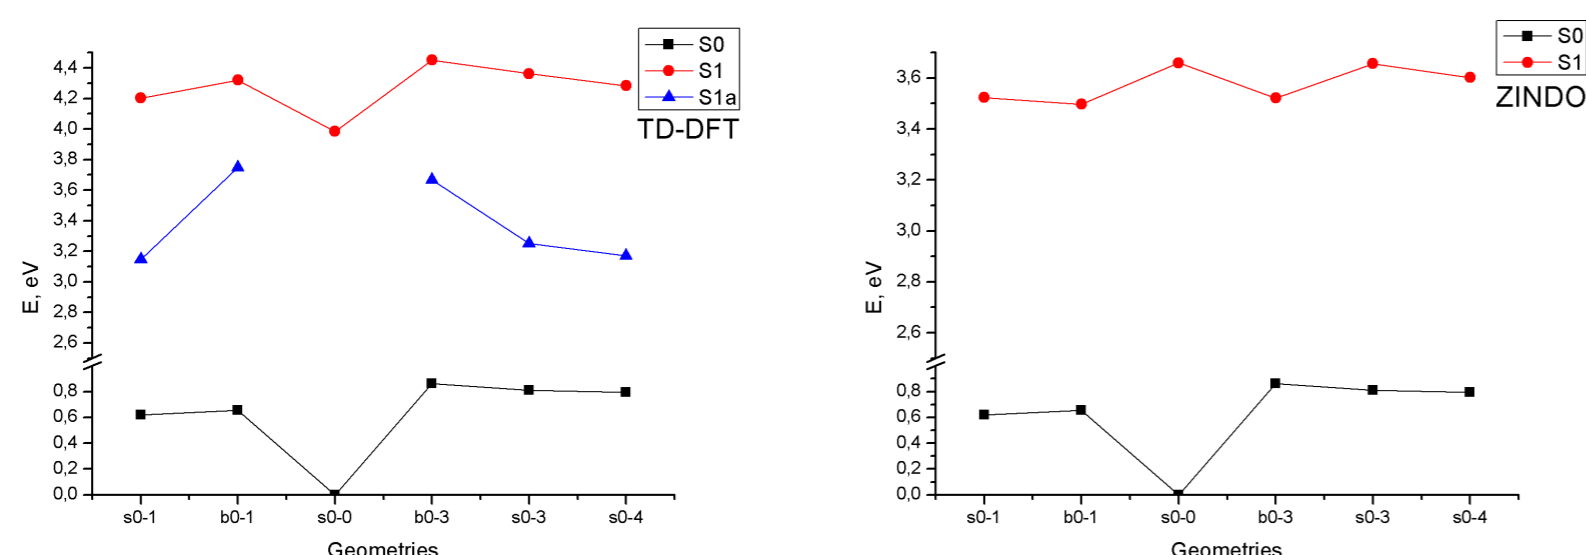 S0
S1
S1a
TD-DFT
E, eV
4,4
4,2
4,0
3,8
3,6
3,4
3,2
3,0
2,8
2,6
0,8
0,6
0,4
0,2
0,0
s0-1 b0-1 s0-0 b0-3 s0-3 s0-4
Geometries
S0
S1
ZINDO
E, eV
3,6
3,4
3,2
3,0
2,8
2,6
0,8
0,6
0,4
0,2
0,0
s0-1 b0-1 s0-0 b0-3 s0-3 s0-4
Geometries